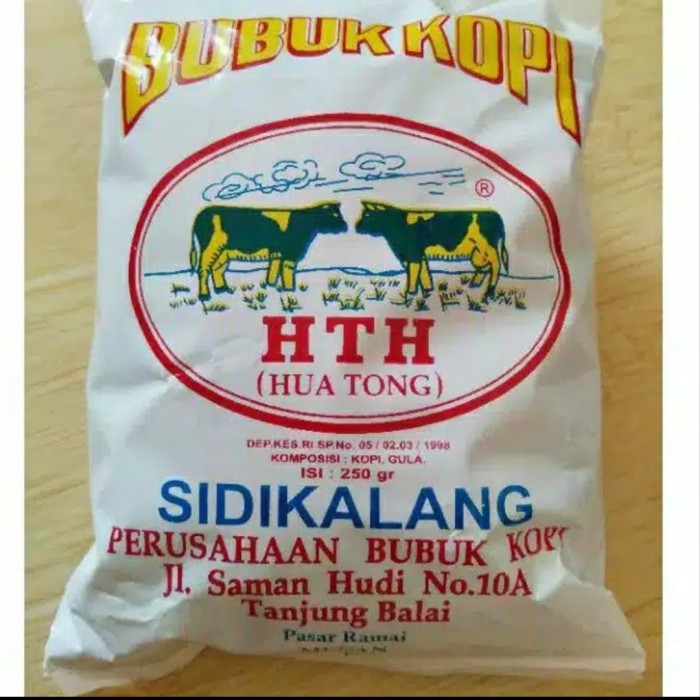 BUBUK KOPI
®
HTH
(HUA TONG)
DEP.KES.RI.SP.No. 05 / 02.03 / 1998
KOMPOSISI : KOPI, GULA.
ISI : 250 gr
SIDIKALANG
PERUSAHAAN BUBUK KOPI
Jl. Saman Hudi No.10A
Tanjung Balai
Pasar Ramai